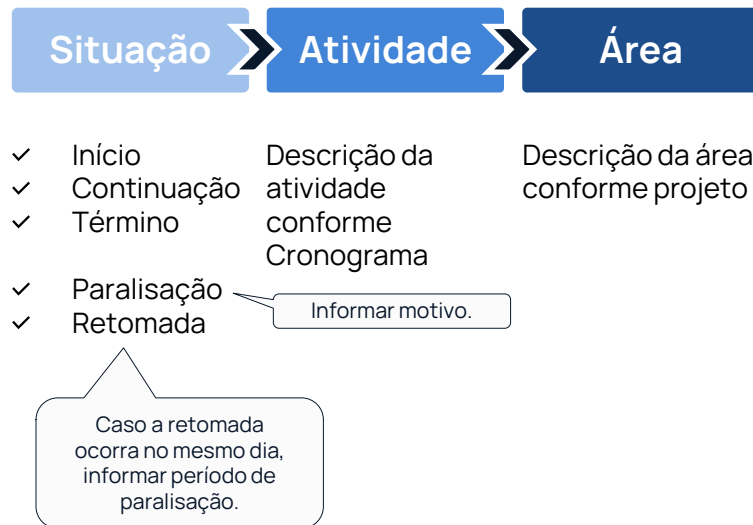 Situação
Atividade
Área
Início
Continuação
Término
Paralisação
Retomada
Descrição da
atividade
conforme
Cronograma
Descrição da área
conforme projeto
Informar motivo.
Caso a retomada
ocorra no mesmo dia,
informar período de
paralisação.